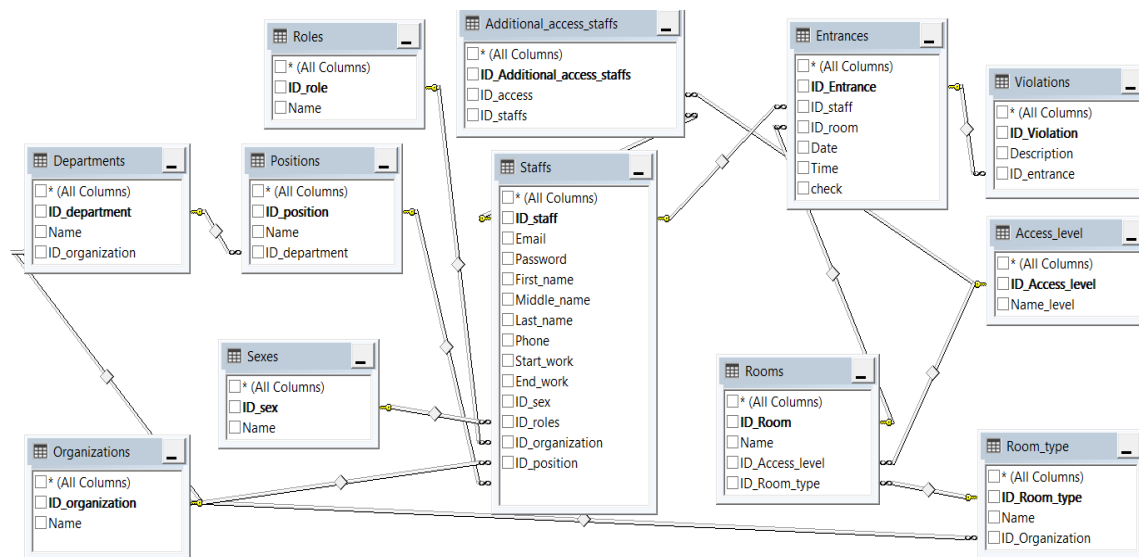 Roles
* (All Columns)
ID_role
Name
Additional_access_staffs
* (All Columns)
ID_Additional_access_staffs
ID_access
ID_staffs
Entrances
* (All Columns)
ID_Entrance
ID_staff
ID_room
Date
Time
check
Violations
* (All Columns)
ID_Violation
Description
ID_entrance
Departments
* (All Columns)
ID_department
Name
ID_organization
Positions
* (All Columns)
ID_position
Name
ID_department
Staffs
* (All Columns)
ID_staff
Email
Password
First_name
Middle_name
Last_name
Phone
Start_work
End_work
ID_sex
ID_roles
ID_organization
ID_position
Access_level
* (All Columns)
ID_Access_level
Name_level
Sexes
* (All Columns)
ID_sex
Name
Rooms
* (All Columns)
ID_Room
Name
ID_Access_level
ID_Room_type
Organizations
* (All Columns)
ID_organization
Name
Room_type
* (All Columns)
ID_Room_type
Name
ID_Organization